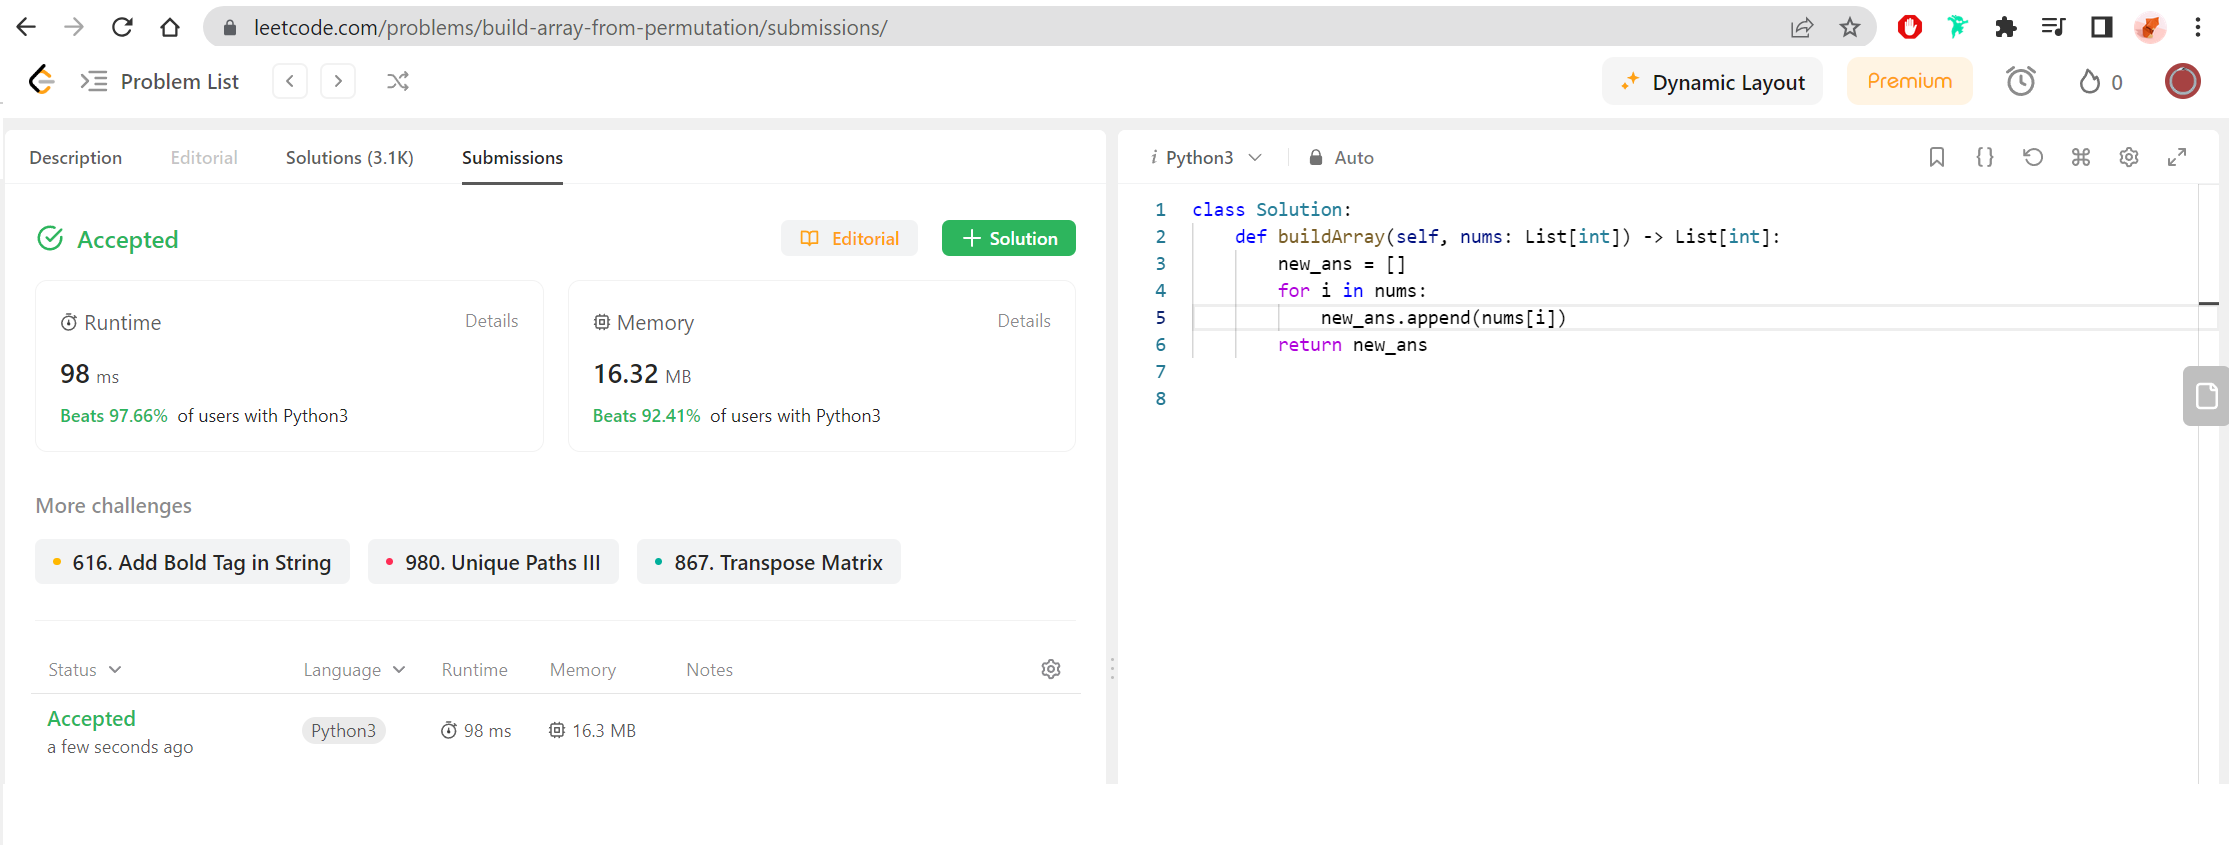 leetcode.com/problems/build-array-from-permutation/submissions/
Problem List
Dynamic Layout
Premium
0
Description
Editorial
Solutions (3.1K)
Submissions
Accepted
Editorial
+ Solution
Runtime
Details
98 ms
Beats 97.66% of users with Python3
Memory
Details
16.32 MB
Beats 92.41% of users with Python3
More challenges
616. Add Bold Tag in String
980. Unique Paths III
867. Transpose Matrix
Status
Language
Runtime
Memory
Notes
Accepted
a few seconds ago
Python3
98 ms
16.3 MB
i Python3
Auto
1 class Solution:
2     def buildArray(self, nums: List[int]) -> List[int]:
3         new_ans = []
4         for i in nums:
5             new_ans.append(nums[i])
6         return new_ans
7
8